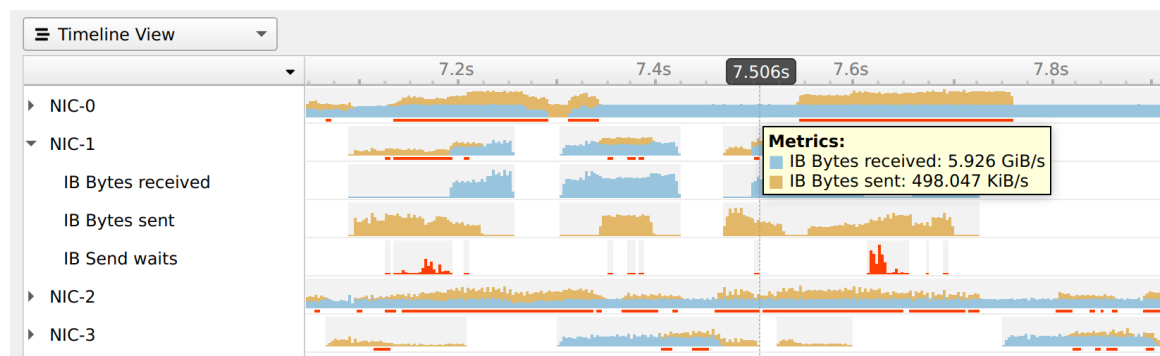 Timeline View
7.2s 7.4s 7.506s 7.6s 7.8s
NIC-0
NIC-1
Metrics:
IB Bytes received: 5.926 GiB/s
IB Bytes sent: 498.047 KiB/s
IB Bytes received
IB Bytes sent
IB Send waits
NIC-2
NIC-3